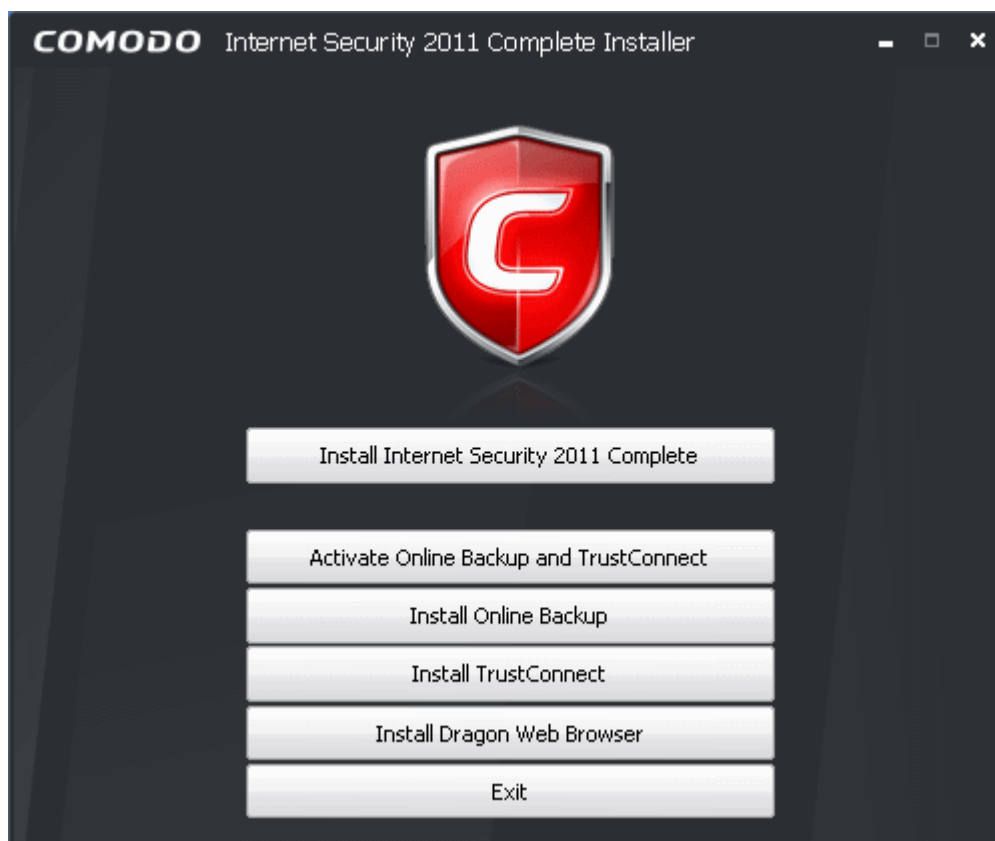 COMODO Internet Security 2011 Complete Installer
C
Install Internet Security 2011 Complete
Activate Online Backup and TrustConnect
Install Online Backup
Install TrustConnect
Install Dragon Web Browser
Exit